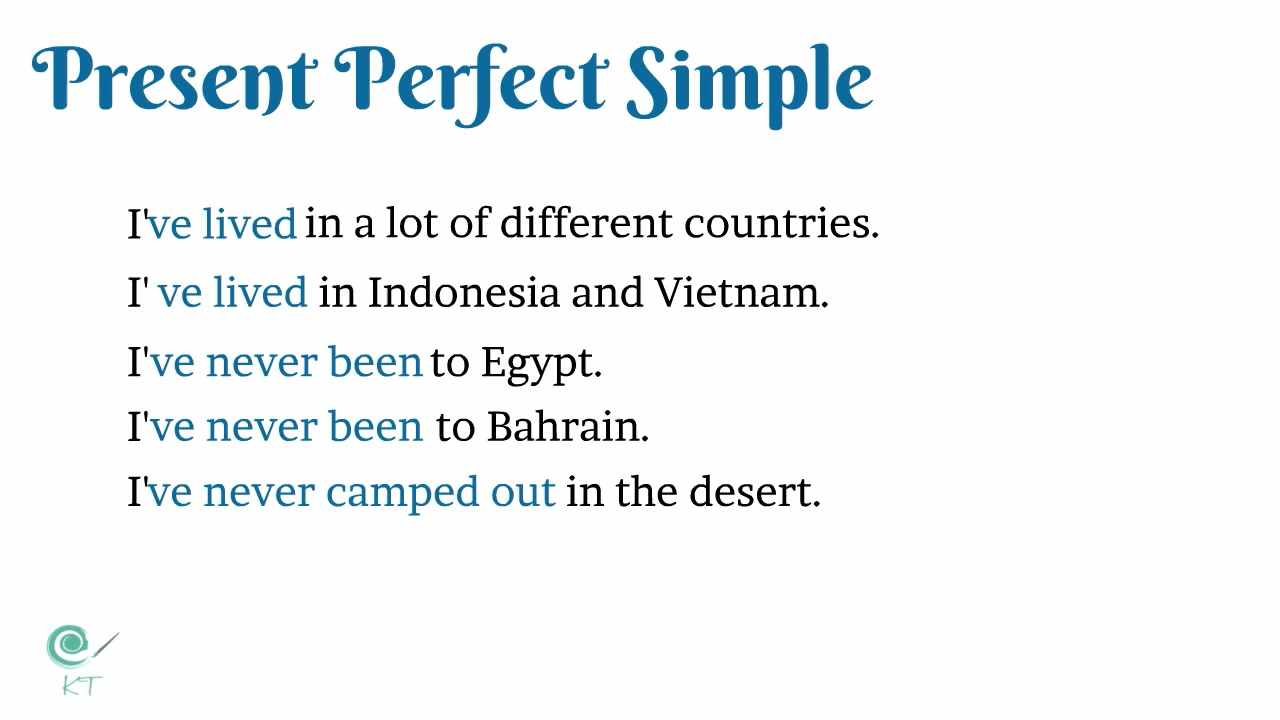 Present Perfect Simple
I've lived in a lot of different countries.
I' ve lived in Indonesia and Vietnam.
I've never been to Egypt.
I've never been to Bahrain.
I've never camped out in the desert.
KT